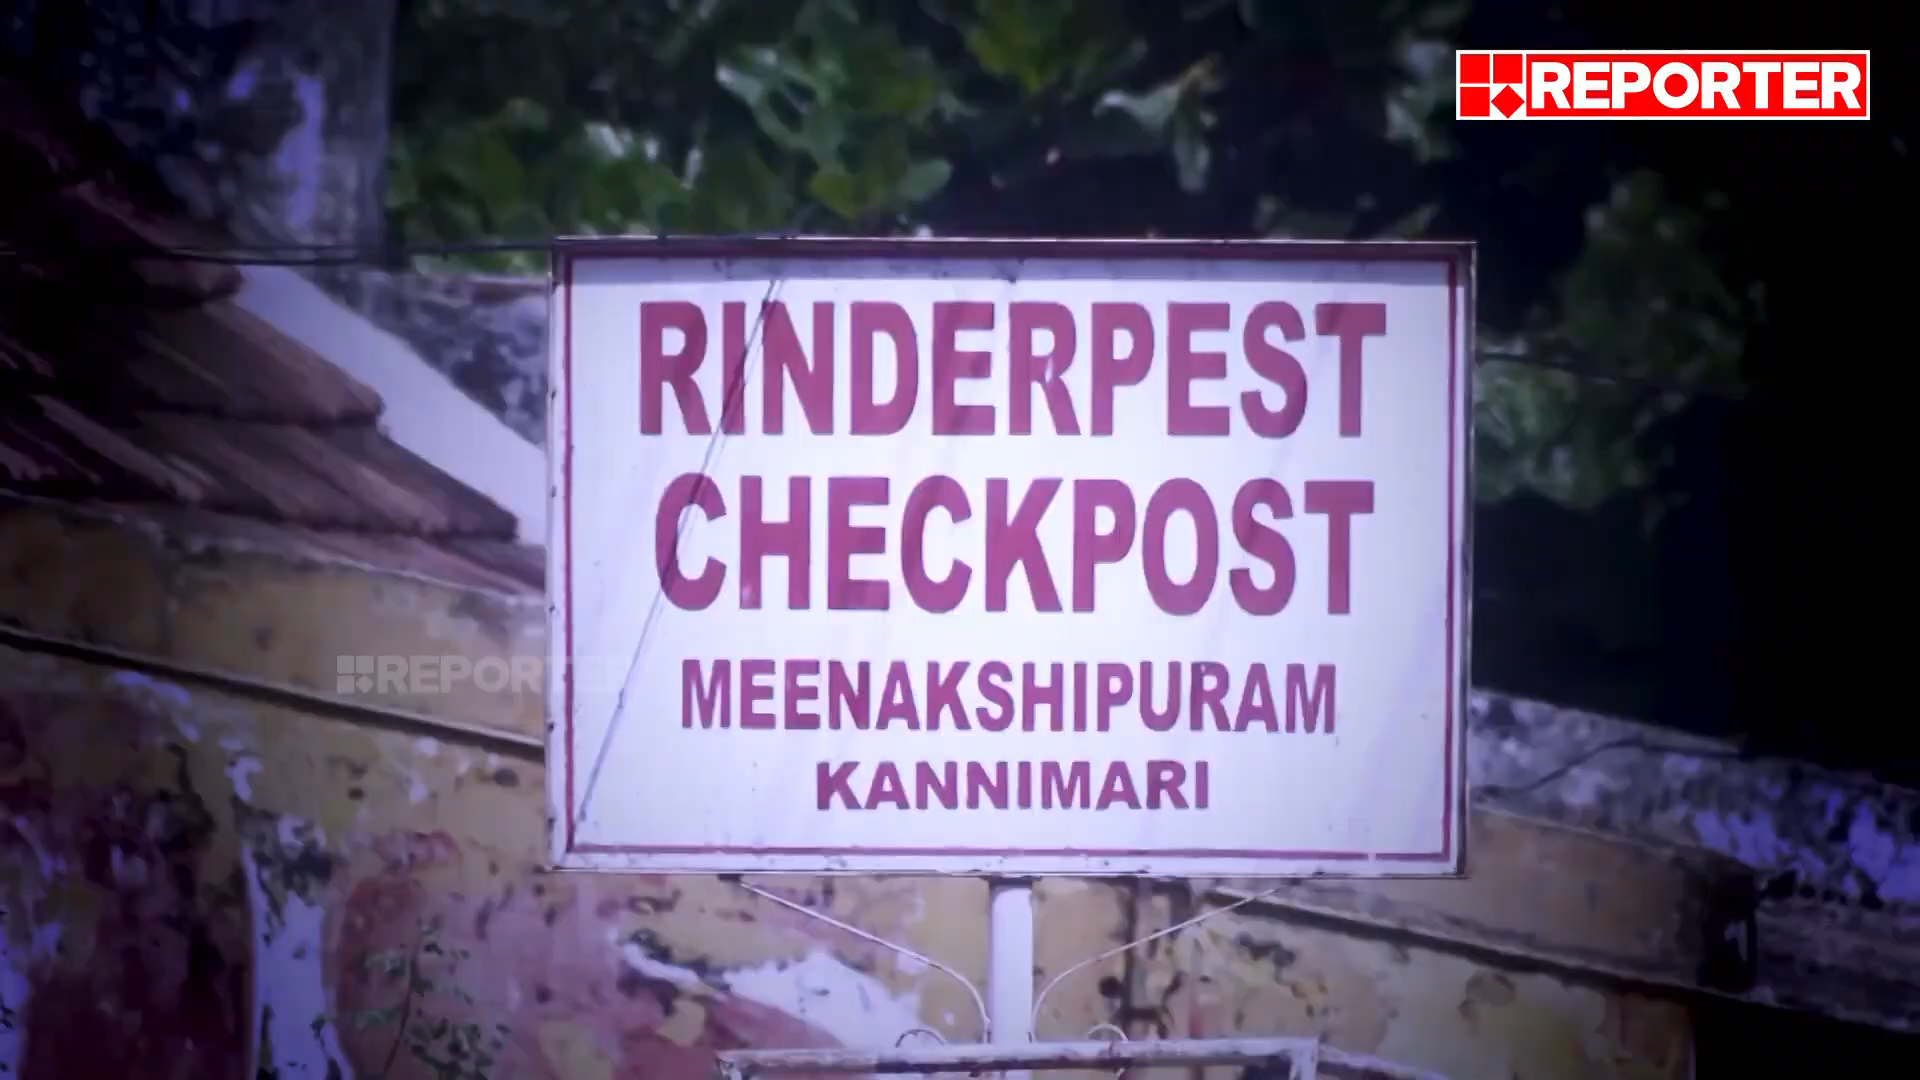 REPORTER
RINDERPEST
CHECKPOST
MEENAKSHIPURAM
KANNIMARI
REPORTER